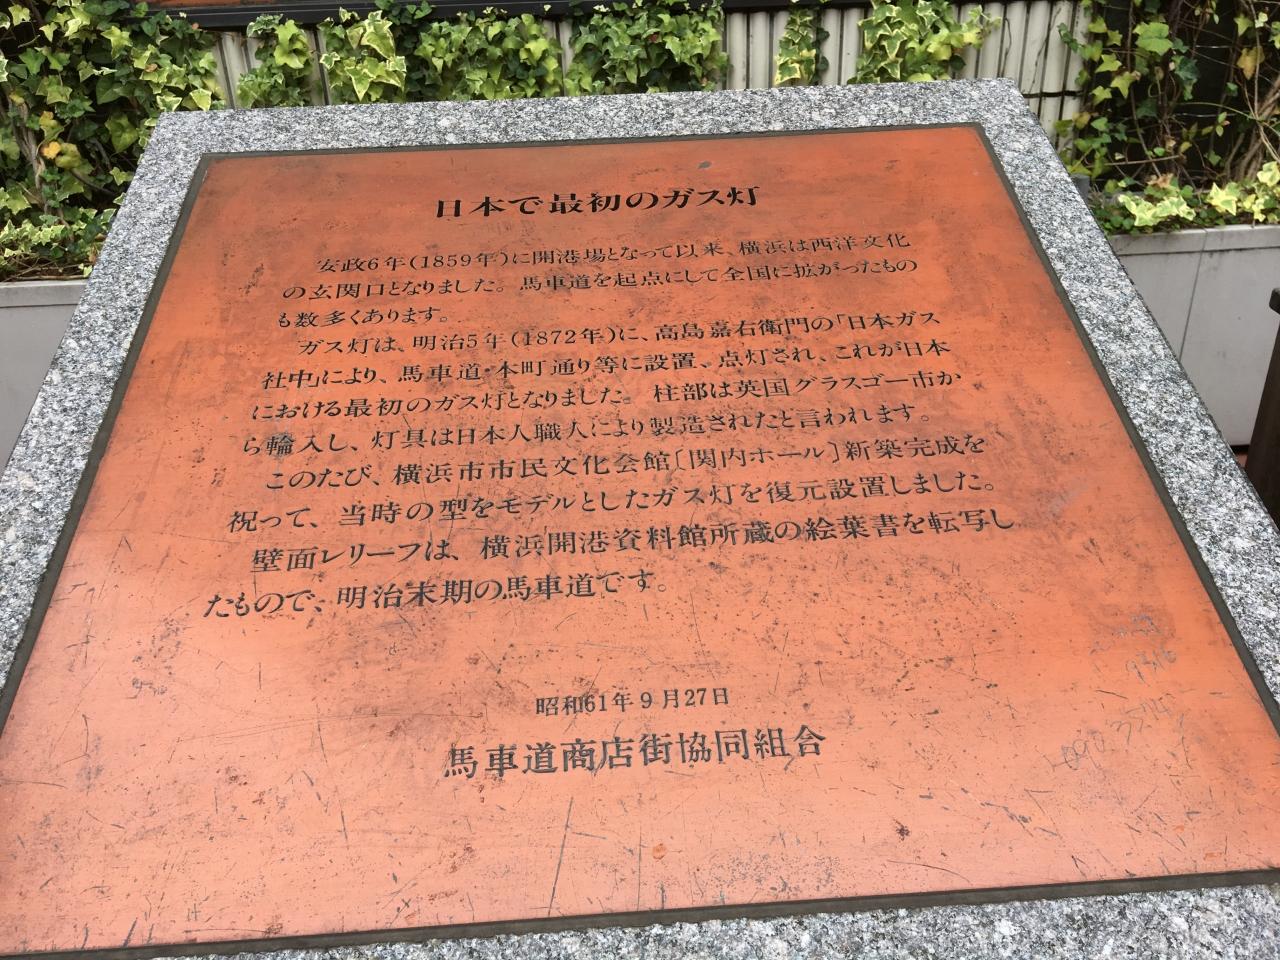 日本で最初のガス灯
安政6年(1859年)に開港場となって以来、横浜は西洋文化
の玄関口となりました。馬車道を起点にして全国に拡がったもの
も数多くあります。
ガス灯は、明治5年(1872年)に、高島嘉右衛門の「日本ガス
社中」により、馬車道・本町通り等に設置、点灯され、これが日本
における最初のガス灯となりました。柱部は英国グラスゴー市か
ら輸入し、灯具は日本人職人により製造されたと言われます。
このたび、横浜市市民文化会館〔関内ホール〕新築完成を
祝って、当時の型をモデルとしたガス灯を復元設置しました。
壁面レリーフは、横浜開港資料館所蔵の絵葉書を転写し
たもので、明治末期の馬車道です。
昭和61年9月27日
馬車道商店街協同組合